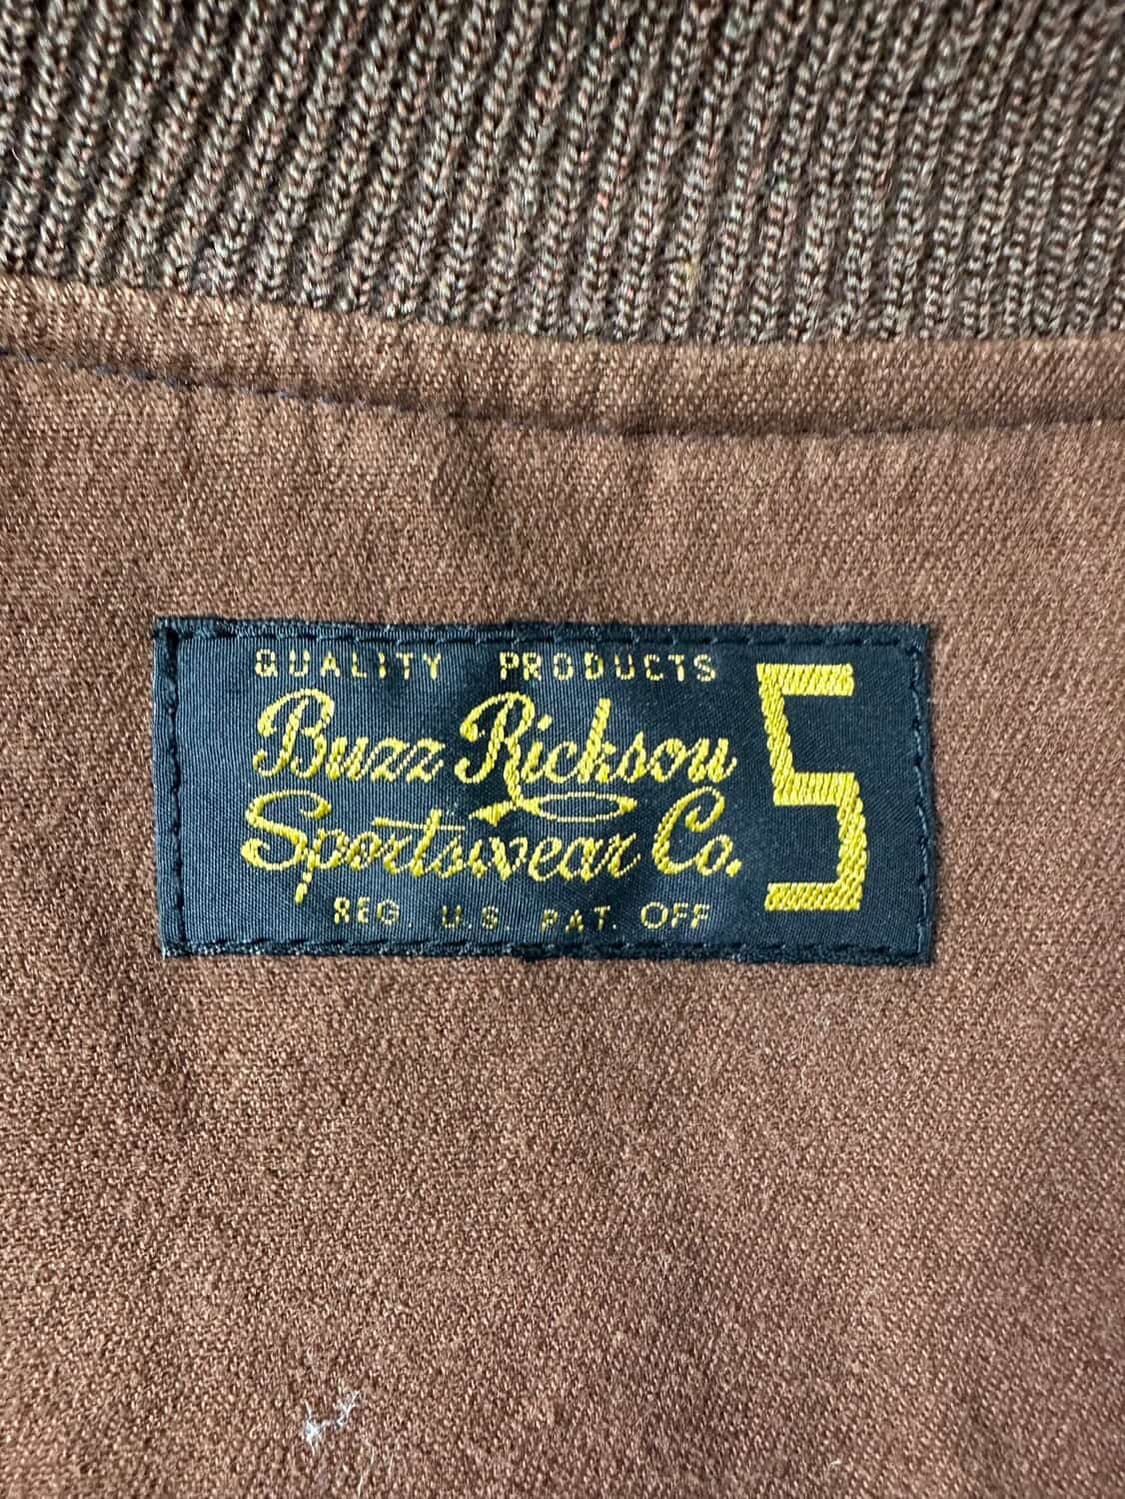 QUALITY PRODUCTS
Buzz Rickson
Sportswear Co.
REG. U.S. PAT. OFF
5